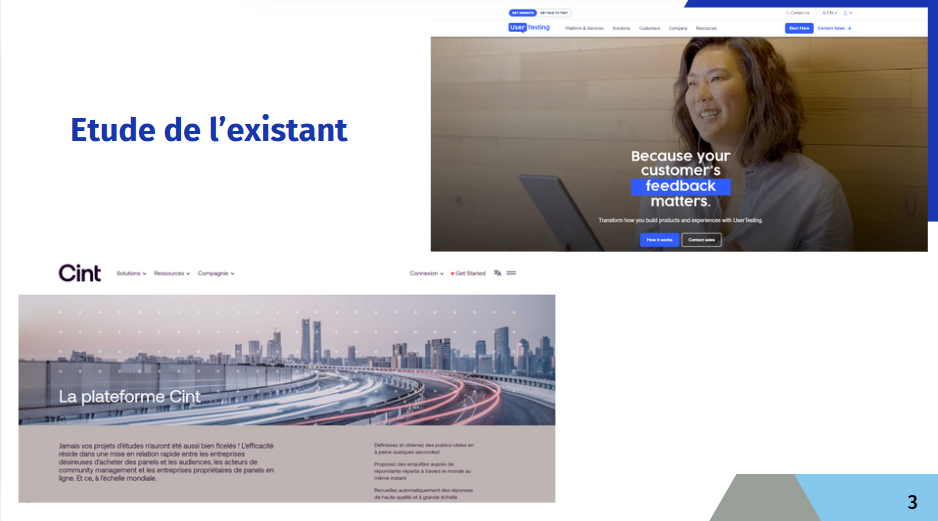 GET INSIGHTS GET PAID TO TEST
Contact Us EN
UserTesting Platform & Services Solutions Customers Company Resources Start Here Contact Sales
Etude de l’existant
Because your
customer's
feedback
matters.
Transform how you build products and experiences with UserTesting.
How it works Contact sales
Cint Solutions Ressources Compagnie Connexion Get Started
La plateforme Cint
Jamais vos projets d'études n'auront été aussi bien ficelés ! L'efficacité
réside dans une mise en relation rapide entre les entreprises
désireuses d'acheter des panels et les audiences, les acteurs de
community management et les entreprises propriétaires de panels en
ligne. Et ce, à l'échelle mondiale.
Définissez et obtenez des publics ciblés en
à peine quelques secondes!
Proposez des enquêtes auprès de
répondants répartis à travers le monde au
même instant
Recueillez automatiquement des réponses
de haute qualité et à grande échelle
3